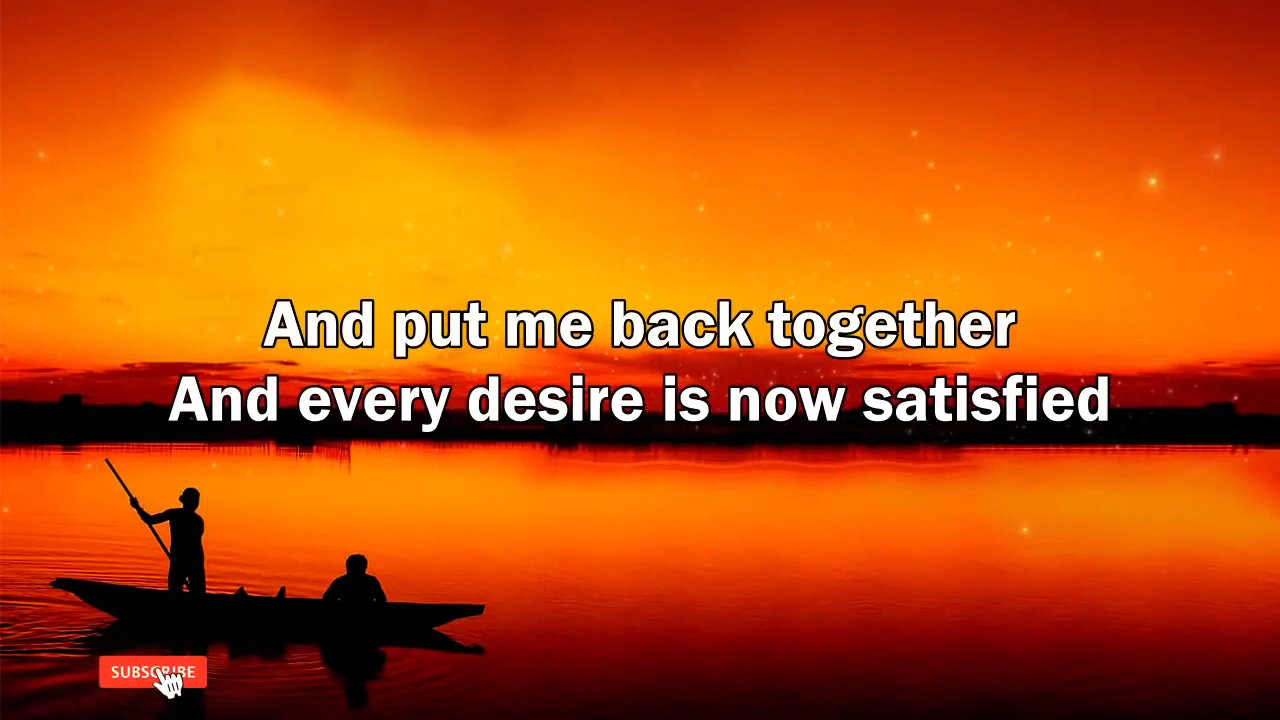 And put me back together
And every desire is now satisfied
SUBSCRIBE